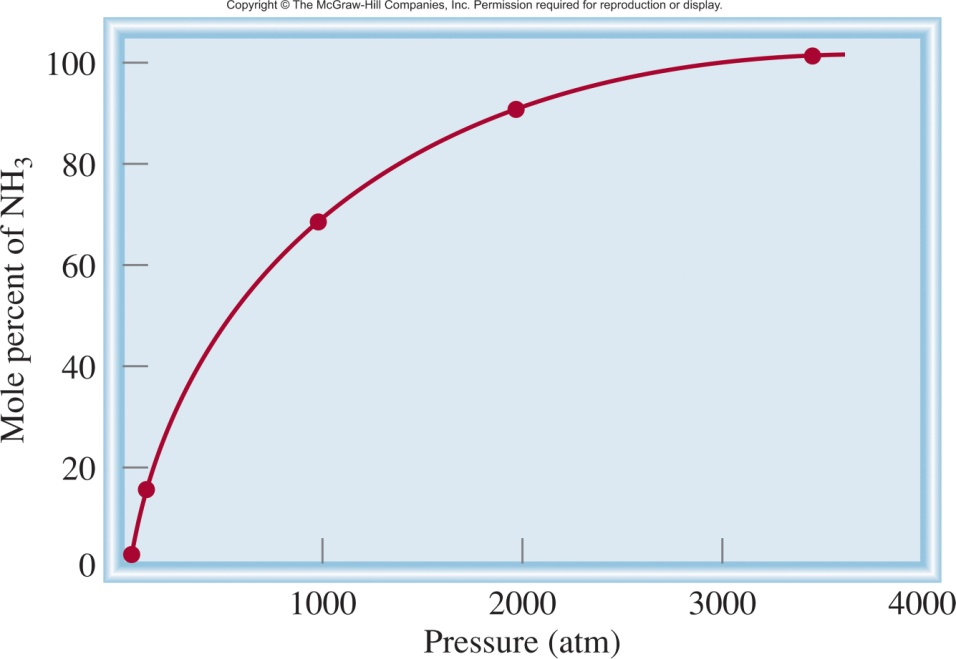 Copyright © The McGraw-Hill Companies, Inc. Permission required for reproduction or display.
100
80
60
40
20
0
Mole percent of NH₃
1000 2000 3000 4000
Pressure (atm)